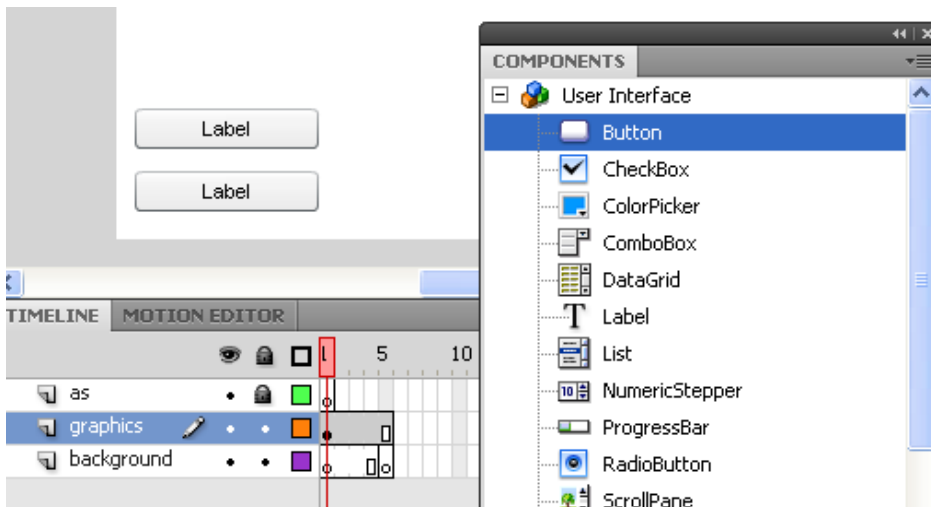 Label
Label
COMPONENTS
User Interface
Button
CheckBox
ColorPicker
ComboBox
DataGrid
Label
List
NumericStepper
ProgressBar
RadioButton
ScrollPane
TIMELINE MOTION EDITOR
1 5 10
as
graphics
background